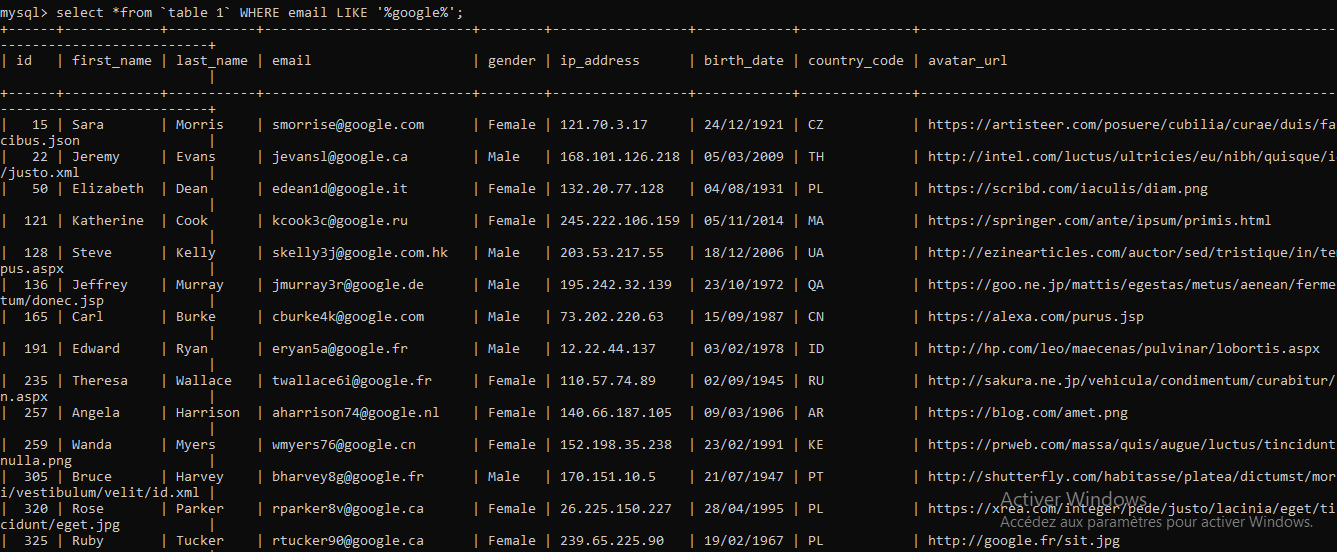 mysql> select *from `table 1` WHERE email LIKE '%google%';
+------+------------+-----------+--------------------------+--------+-----------------+------------+--------------+----------------------------------------------------
--------------------------+
| id   | first_name | last_name | email                    | gender | ip_address      | birth_date | country_code | avatar_url
                          |
+------+------------+-----------+--------------------------+--------+-----------------+------------+--------------+----------------------------------------------------
--------------------------+
|   15 | Sara       | Morris    | smorrise@google.com      | Female | 121.70.3.17     | 24/12/1921 | CZ           | https://artisteer.com/posuere/cubilia/curae/duis/fa
cibus.json                |
|   22 | Jeremy     | Evans     | jevansl@google.ca        | Male   | 168.101.126.218 | 05/03/2009 | TH           | http://intel.com/luctus/ultricies/eu/nibh/quisque/i
/justo.xml                |
|   50 | Elizabeth  | Dean      | edean1d@google.it        | Female | 132.20.77.128   | 04/08/1931 | PL           | https://scribd.com/iaculis/diam.png
                          |
|  121 | Katherine  | Cook      | kcook3c@google.ru        | Female | 245.222.106.159 | 05/11/2014 | MA           | https://springer.com/ante/ipsum/primis.html
                          |
|  128 | Steve      | Kelly     | skelly3j@google.com.hk   | Male   | 203.53.217.55   | 18/12/2006 | UA           | http://ezinearticles.com/auctor/sed/tristique/in/te
pus.aspx                  |
|  136 | Jeffrey    | Murray    | jmurray3r@google.de      | Male   | 195.242.32.139  | 23/10/1972 | QA           | https://goo.ne.jp/mattis/egestas/metus/aenean/ferme
tum/donec.jsp             |
|  165 | Carl       | Burke     | cburke4k@google.com      | Male   | 73.202.220.63   | 15/09/1987 | CN           | https://alexa.com/purus.jsp
                          |
|  191 | Edward     | Ryan      | eryan5a@google.fr        | Male   | 12.22.44.137    | 03/02/1978 | ID           | http://hp.com/leo/maecenas/pulvinar/lobortis.aspx
                          |
|  235 | Theresa    | Wallace   | twallace6i@google.fr     | Female | 110.57.74.89    | 02/09/1945 | RU           | http://sakura.ne.jp/vehicula/condimentum/curabitur/
n.aspx                    |
|  257 | Angela     | Harrison  | aharrison74@google.nl    | Female | 140.66.187.105  | 09/03/1906 | AR           | https://blog.com/amet.png
                          |
|  259 | Wanda      | Myers     | wmyers76@google.cn       | Female | 152.198.35.238  | 23/02/1991 | KE           | https://prweb.com/massa/quis/augue/luctus/tincidunt
nulla.png                 |
|  305 | Bruce      | Harvey    | bharvey8g@google.fr      | Male   | 170.151.10.5    | 21/07/1947 | PT           | http://shutterfly.com/habitasse/platea/dictumst/mor
i/vestibulum/velit/id.xml |
|  320 | Rose       | Parker    | rparker8v@google.ca      | Female | 26.225.150.227  | 28/04/1995 | PL           | https://xrea.com/integer/pede/justo/lacinia/eget/ti
cidunt/eget.jpg           |
|  325 | Ruby       | Tucker    | rtucker90@google.ca      | Female | 239.65.225.90   | 19/02/1967 | PL           | http://google.fr/sit.jpg
Activer Windows
Accédez aux paramètres pour activer Windows.